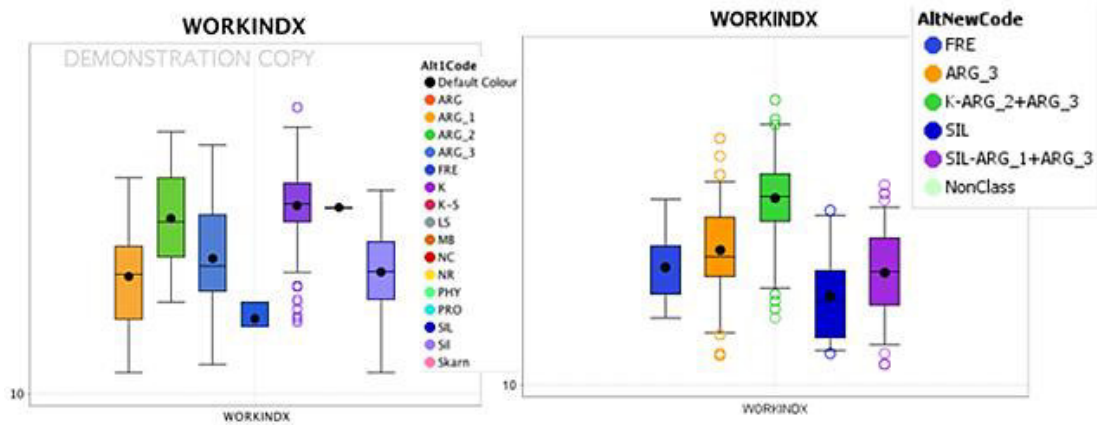 WORKINDX
DEMONSTRATION COPY
Alt1Code
Default Colour
ARG
ARG_1
ARG_2
ARG_3
FRE
K
K-S
LS
MB
NC
NR
PHY
PRO
SIL
Sil
Skarn
10
WORKINDX
WORKINDX
AltNewCode
FRE
ARG_3
K-ARG_2+ARG_3
SIL
SIL-ARG_1+ARG_3
NonClass
10
WORKINDX